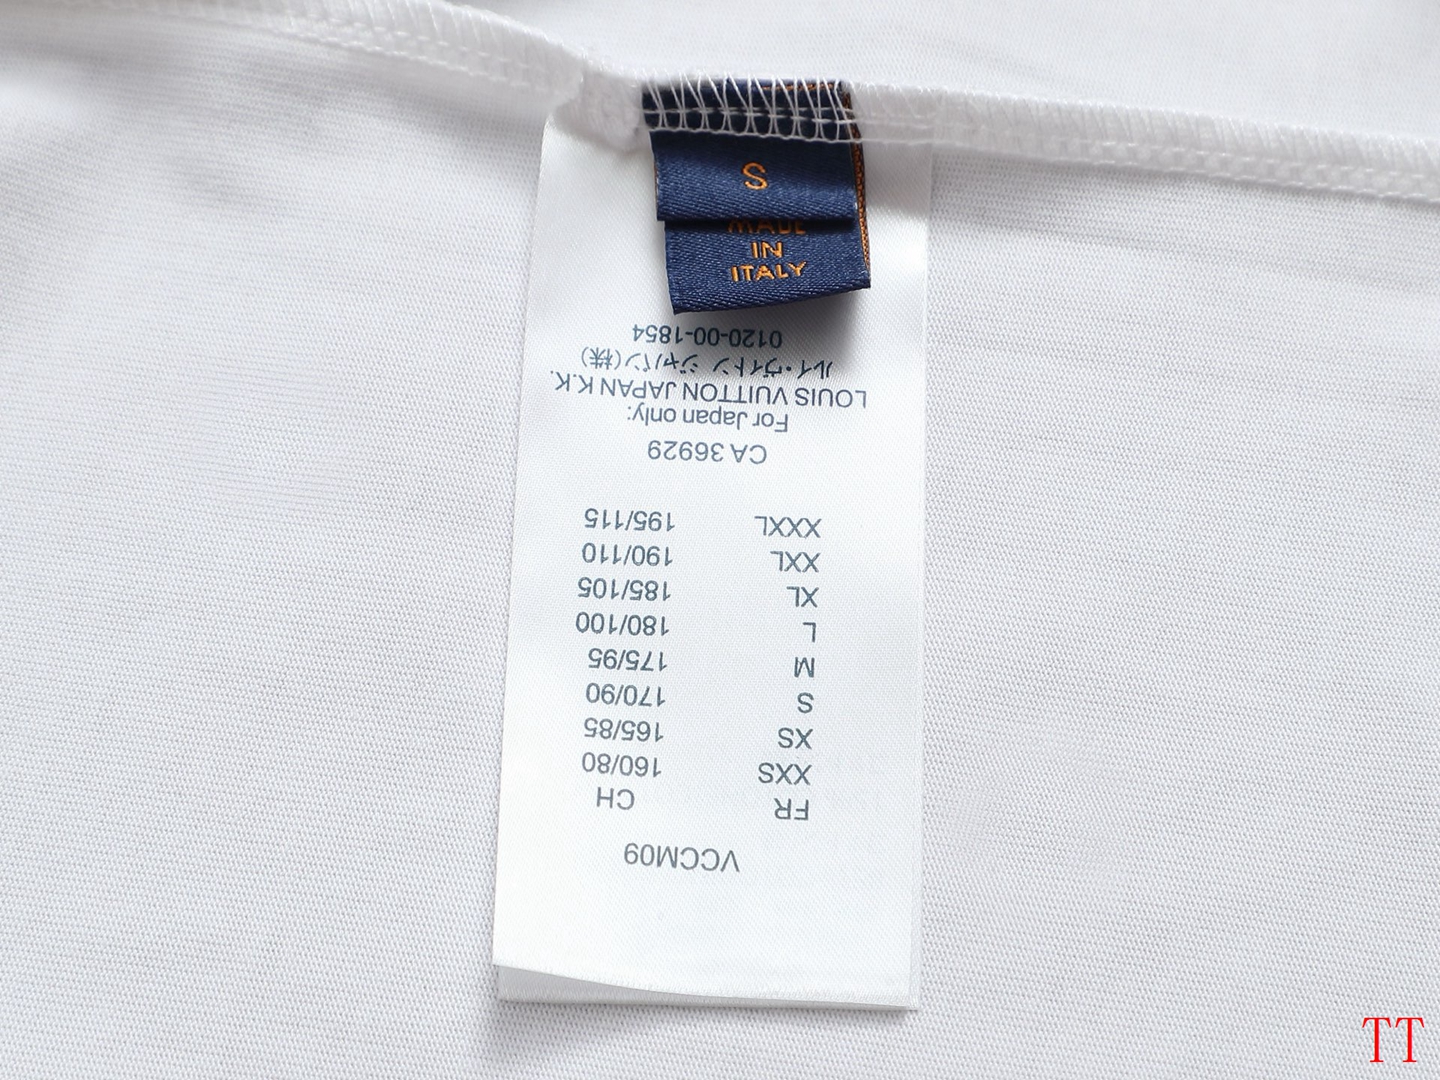 S
MADE
IN
ITALY
VCCM09
FR CH
XXS 160/80
XS 165/85
S 170/90
M 175/95
L 180/100
XL 185/105
XXL 190/110
XXXL 195/115
CA 36929
For Japan only:
LOUIS VUITTON JAPAN K.K.
ルイ・ヴィトン ジャパン(株)
0120-00-1854
TT